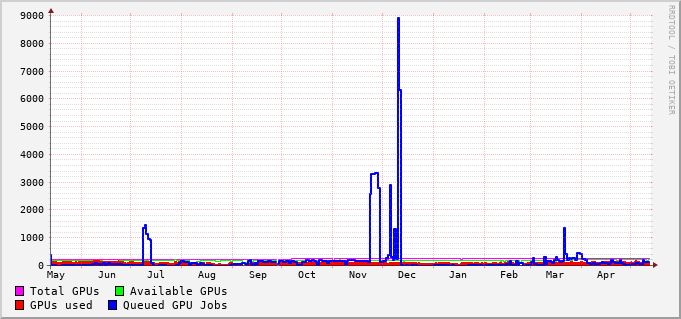 9000
8000
7000
6000
5000
4000
3000
2000
1000
0
May Jun Jul Aug Sep Oct Nov Dec Jan Feb Mar Apr
Total GPUs Available GPUs
GPUs used Queued GPU Jobs
RRDTOOL / TOBI OETIKER